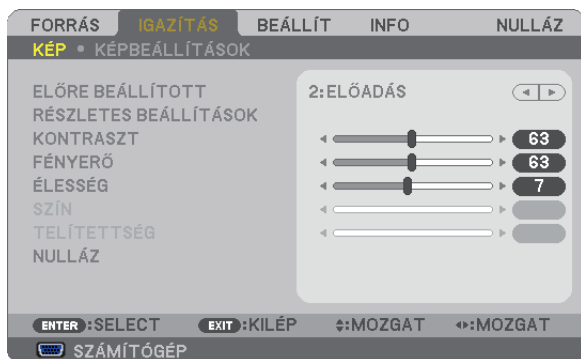 FORRÁS IGAZÍTÁS BEÁLLÍT INFO NULLÁZ
KÉP • KÉPBEÁLLÍTÁSOK
ELŐRE BEÁLLÍTOTT 2:ELŐADÁS
RÉSZLETES BEÁLLÍTÁSOK
KONTRASZT 63
FÉNYERŐ 63
ÉLESSÉG 7
SZÍN
TELÍTETTSÉG
NULLÁZ
ENTER:SELECT EXIT:KILÉP :MOZGAT :MOZGAT
SZÁMÍTÓGÉP